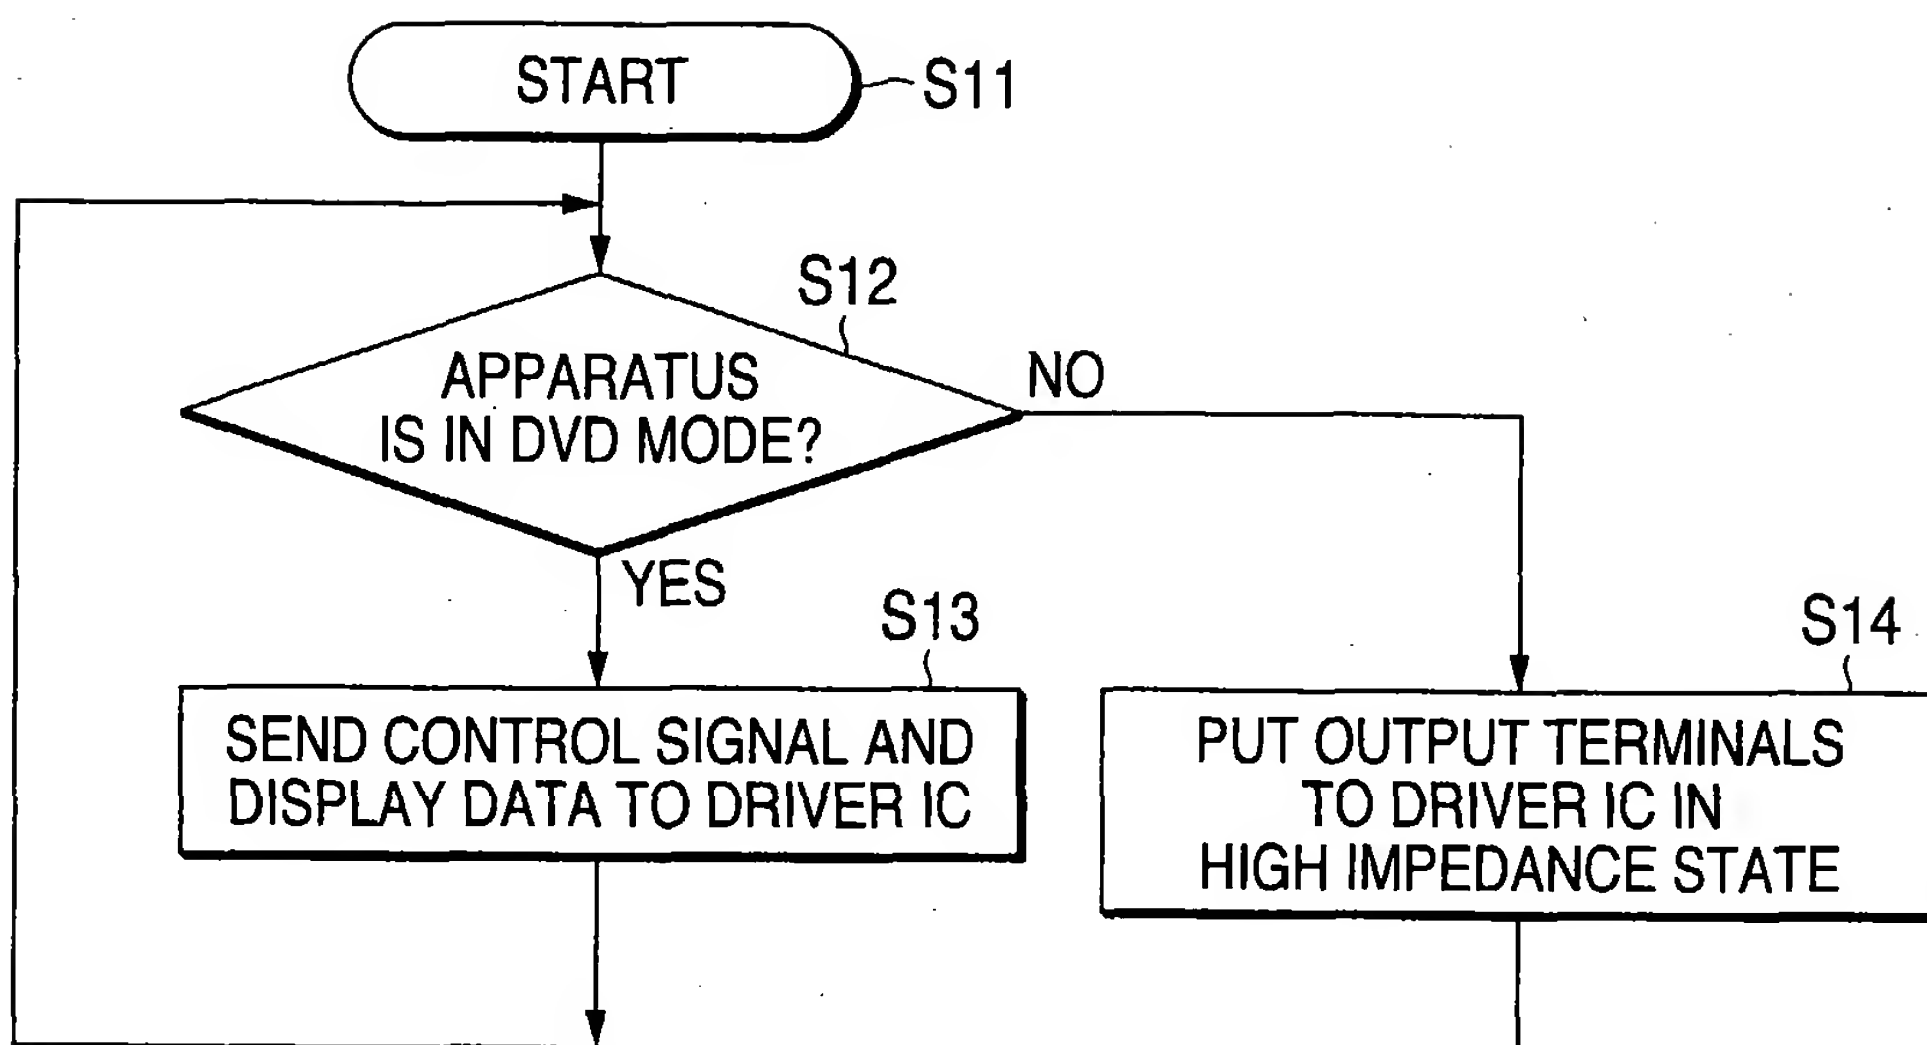 START
S11
S12
APPARATUS
IS IN DVD MODE?
NO
YES
S13
SEND CONTROL SIGNAL AND
DISPLAY DATA TO DRIVER IC
S14
PUT OUTPUT TERMINALS
TO DRIVER IC IN
HIGH IMPEDANCE STATE